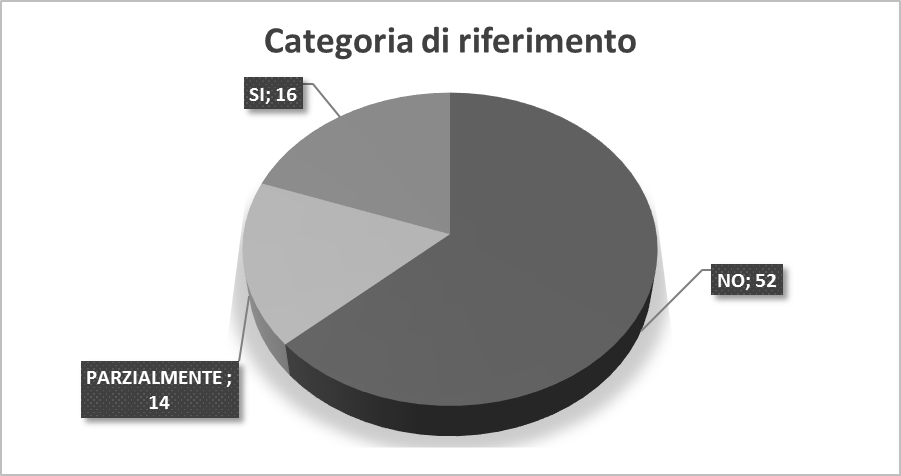 Categoria di riferimento
SI; 16
NO; 52
PARZIALMENTE ;
14